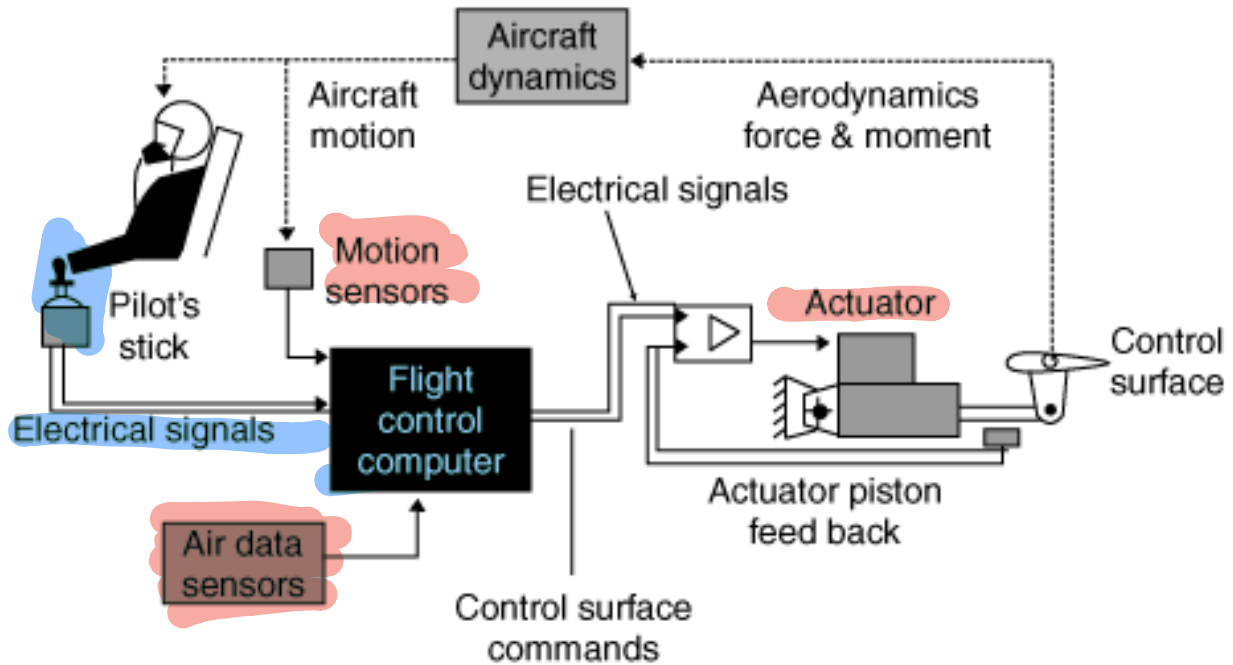 Aircraft
dynamics
Aircraft
motion
Aerodynamics
force & moment
Electrical signals
Motion
sensors
Pilot's
stick
Actuator
Control
surface
Flight
control
computer
Electrical signals
Actuator piston
feed back
Air data
sensors
Control surface
commands